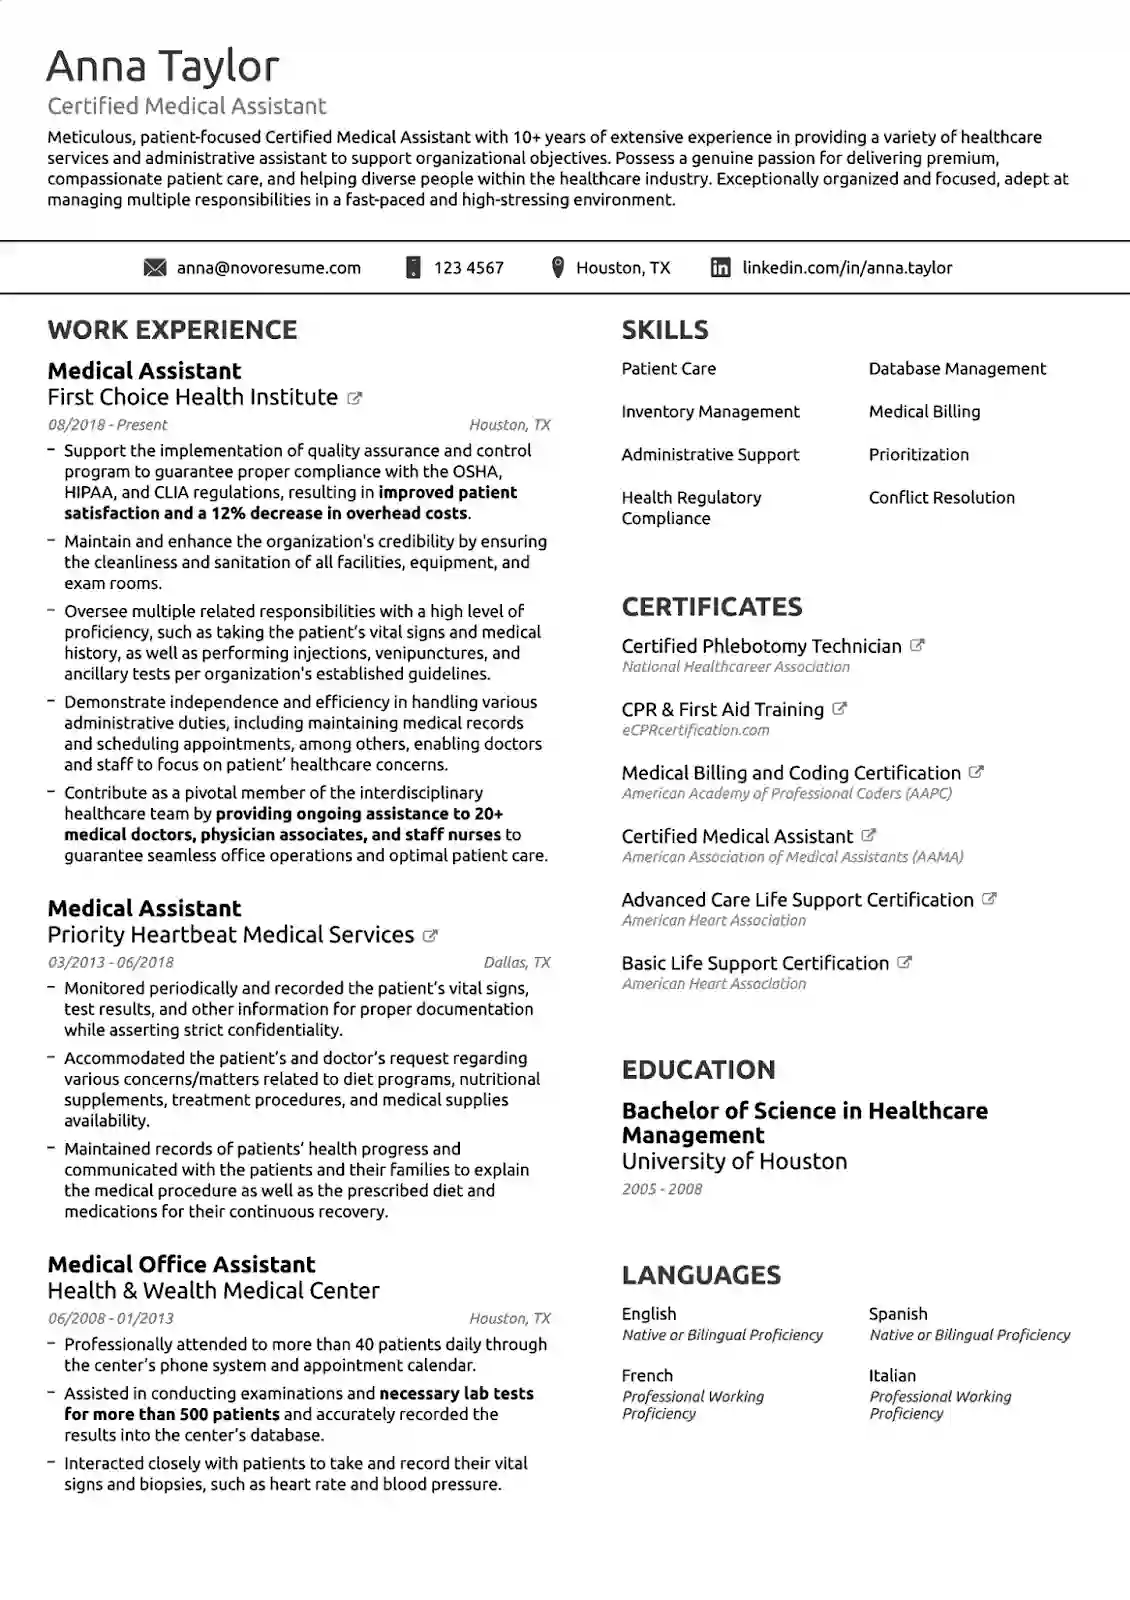 Anna Taylor
Certified Medical Assistant
Meticulous, patient-focused Certified Medical Assistant with 10+ years of extensive experience in providing a variety of healthcare
services and administrative assistant to support organizational objectives. Possess a genuine passion for delivering premium,
compassionate patient care, and helping diverse people within the healthcare industry. Exceptionally organized and focused, adept at
managing multiple responsibilities in a fast-paced and high-stressing environment.
anna@novoresume.com
123 4567
Houston, TX
linkedin.com/in/anna.taylor
WORK EXPERIENCE
Medical Assistant
First Choice Health Institute
08/2018 - Present
Houston, TX
– Support the implementation of quality assurance and control
program to guarantee proper compliance with the OSHA,
HIPAA, and CLIA regulations, resulting in improved patient
satisfaction and a 12% decrease in overhead costs.
– Maintain and enhance the organization's credibility by ensuring
the cleanliness and sanitation of all facilities, equipment, and
exam rooms.
– Oversee multiple related responsibilities with a high level of
proficiency, such as taking the patient’s vital signs and medical
history, as well as performing injections, venipunctures, and
ancillary tests per organization's established guidelines.
– Demonstrate independence and efficiency in handling various
administrative duties, including maintaining medical records
and scheduling appointments, among others, enabling doctors
and staff to focus on patient’ healthcare concerns.
– Contribute as a pivotal member of the interdisciplinary
healthcare team by providing ongoing assistance to 20+
medical doctors, physician associates, and staff nurses to
guarantee seamless office operations and optimal patient care.
Medical Assistant
Priority Heartbeat Medical Services
03/2013 - 06/2018
Dallas, TX
– Monitored periodically and recorded the patient’s vital signs,
test results, and other information for proper documentation
while asserting strict confidentiality.
– Accommodated the patient’s and doctor’s request regarding
various concerns/matters related to diet programs, nutritional
supplements, treatment procedures, and medical supplies
availability.
– Maintained records of patients’ health progress and
communicated with the patients and their families to explain
the medical procedure as well as the prescribed diet and
medications for their continuous recovery.
Medical Office Assistant
Health & Wealth Medical Center
06/2008 - 01/2013
Houston, TX
– Professionally attended to more than 40 patients daily through
the center’s phone system and appointment calendar.
– Assisted in conducting examinations and necessary lab tests
for more than 500 patients and accurately recorded the
results into the center’s database.
– Interacted closely with patients to take and record their vital
signs and biopsies, such as heart rate and blood pressure.
SKILLS
Patient Care
Database Management
Inventory Management
Medical Billing
Administrative Support
Prioritization
Health Regulatory
Compliance
Conflict Resolution
CERTIFICATES
Certified Phlebotomy Technician
National Healthcareer Association
CPR & First Aid Training
eCPRcertification.com
Medical Billing and Coding Certification
American Academy of Professional Coders (AAPC)
Certified Medical Assistant
American Association of Medical Assistants (AAMA)
Advanced Care Life Support Certification
American Heart Association
Basic Life Support Certification
American Heart Association
EDUCATION
Bachelor of Science in Healthcare
Management
University of Houston
2005 - 2008
LANGUAGES
English
Native or Bilingual Proficiency
Spanish
Native or Bilingual Proficiency
French
Professional Working
Proficiency
Italian
Professional Working
Proficiency